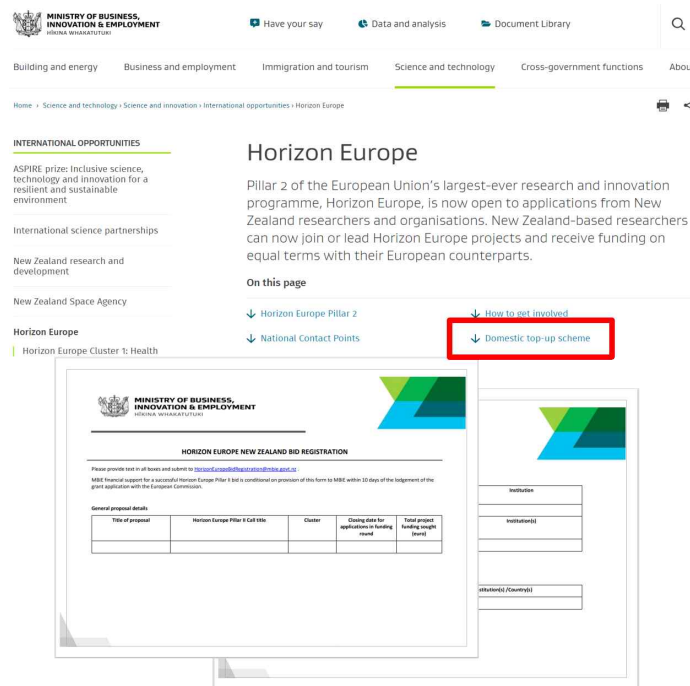 MINISTRY OF BUSINESS,
INNOVATION & EMPLOYMENT
HĪKINA WHAKATUTUKI
Have your say
Data and analysis
Document Library
Building and energy
Business and employment
Immigration and tourism
Science and technology
Cross-government functions
Abou
Home › Science and technology › Science and innovation › International opportunities › Horizon Europe
INTERNATIONAL OPPORTUNITIES
ASPIRE prize: Inclusive science,
technology and innovation for a
resilient and sustainable
environment
International science partnerships
New Zealand research and
development
New Zealand Space Agency
Horizon Europe
Horizon Europe Cluster 1: Health
Horizon Europe
Pillar 2 of the European Union's largest-ever research and innovation
programme, Horizon Europe, is now open to applications from New
Zealand researchers and organisations. New Zealand-based researchers
can now join or lead Horizon Europe projects and receive funding on
equal terms with their European counterparts.
On this page
Horizon Europe Pillar 2
How to get involved
National Contact Points
Domestic top-up scheme
MINISTRY OF BUSINESS,
INNOVATION & EMPLOYMENT
HĪKINA WHAKATUTUKI
HORIZON EUROPE NEW ZEALAND BID REGISTRATION
Please provide text in all boxes and submit to HorizonEuropeBidRegistration@mbie.govt.nz .
MBIE financial support for a successful Horizon Europe Pillar II bid is conditional on provision of this form to MBIE within 10 days of the lodgement of the
grant application with the European Commission.
General proposal details
Title of proposal
Horizon Europe Pillar II Call title
Cluster
Closing date for
applications in funding
round
Total project
funding sought
(euro)
Institution
Institution(s)
stitution(s) /Country(s)